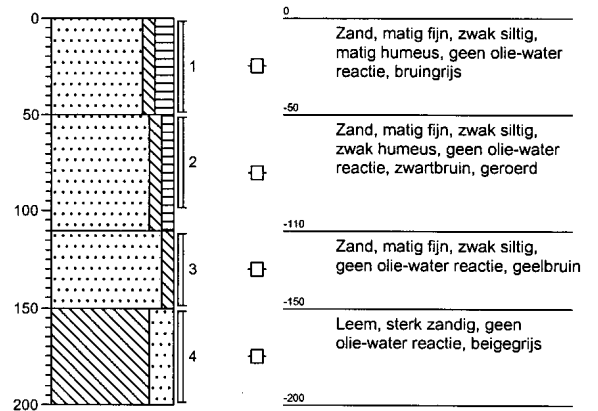 0
50
100
150
200
1
2
3
4
0
Zand, matig fijn, zwak siltig,
matig humeus, geen olie-water
reactie, bruingrijs
-50
Zand, matig fijn, zwak siltig,
zwak humeus, geen olie-water
reactie, zwartbruin, geroerd
-110
Zand, matig fijn, zwak siltig,
geen olie-water reactie, geelbruin
-150
Leem, sterk zandig, geen
olie-water reactie, beigegrijs
-200